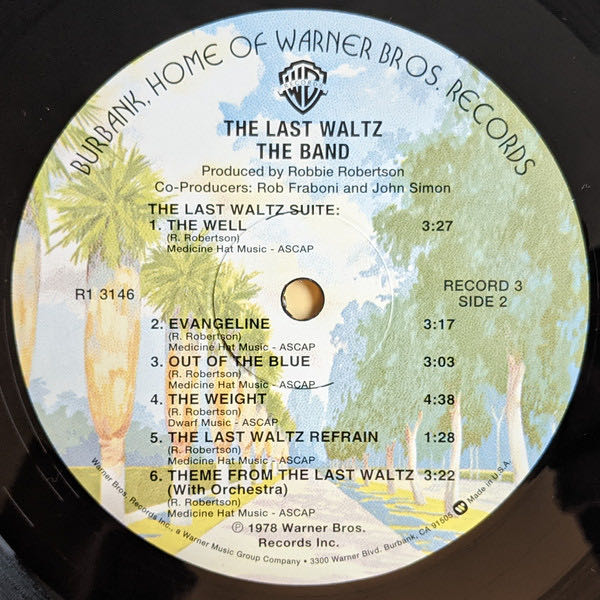 BURBANK, HOME OF WARNER BROS. RECORDS
WB
RECORDS
THE LAST WALTZ
THE BAND
Produced by Robbie Robertson
Co-Producers: Rob Fraboni and John Simon
THE LAST WALTZ SUITE:
1. THE WELL 3:27
(R. Robertson)
Medicine Hat Music - ASCAP
R1 3146
RECORD 3
SIDE 2
2. EVANGELINE 3:17
(R. Robertson)
Medicine Hat Music - ASCAP
3. OUT OF THE BLUE 3:03
(R. Robertson)
Medicine Hat Music - ASCAP
4. THE WEIGHT 4:38
(R. Robertson)
Dwarf Music - ASCAP
5. THE LAST WALTZ REFRAIN 1:28
(R. Robertson)
Medicine Hat Music - ASCAP
6. THEME FROM THE LAST WALTZ 3:22
(With Orchestra)
(R. Robertson)
Medicine Hat Music - ASCAP
℗ 1978 Warner Bros.
Records Inc.
Warner Bros. Records Inc., a Warner Music Group Company • 3300 Warner Blvd. Burbank, CA 91505 Made in U.S.A.